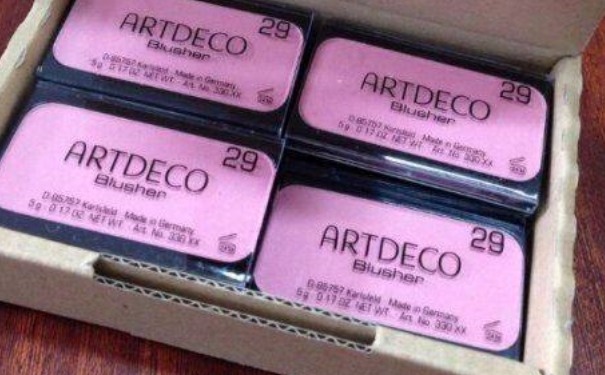 29
ARTDECO
Blusher
D-85757 Karlsfeld Made in Germany
5 g 0.17 OZ. NET WT. Art. No. 330.XX
29
ARTDECO
Blusher
D-85757 Karlsfeld Made in Germany
5 g 0.17 OZ. NET WT. Art. No. 330.XX
29
ARTDECO
Blusher
D-85757 Karlsfeld Made in Germany
5 g 0.17 OZ. NET WT. Art. No. 330.XX
29
ARTDECO
Blusher
D-85757 Karlsfeld Made in Germany
5 g 0.17 OZ. NET WT. Art. No. 330.XX